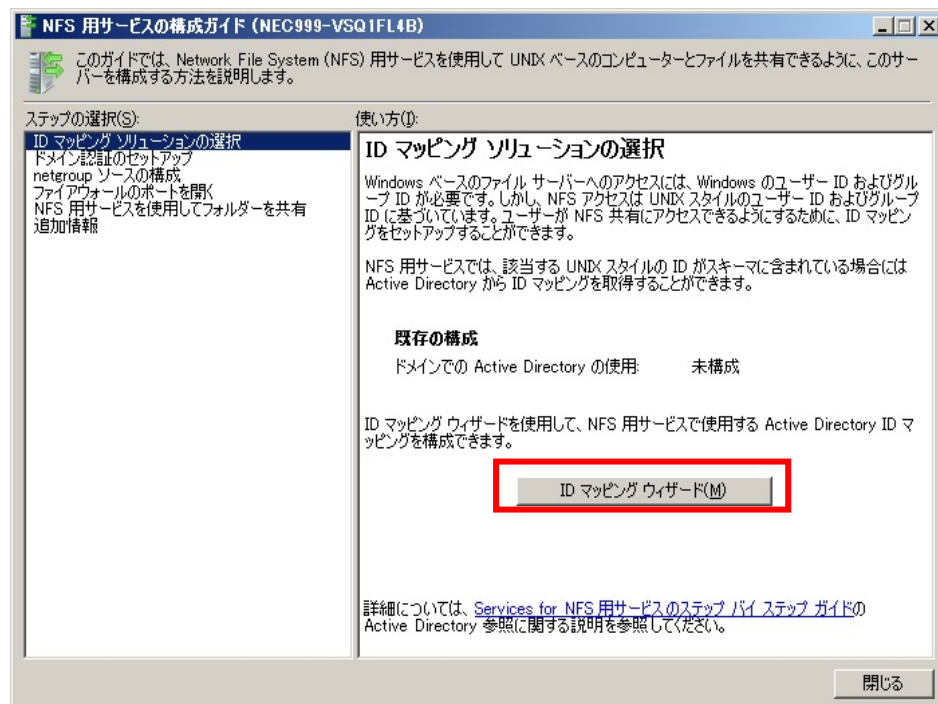 NFS 用サービスの構成ガイド (NEC999-VSQ1FL4B)
このガイドでは、Network File System (NFS) 用サービスを使用して UNIX ベースのコンピューターとファイルを共有できるように、このサー
バーを構成する方法を説明します。
ステップの選択(S):
ID マッピング ソリューションの選択
ドメイン認証のセットアップ
netgroup ソースの構成
ファイアウォールのポートを開く
NFS 用サービスを使用してフォルダーを共有
追加情報
使い方(I):
ID マッピング ソリューションの選択
Windows ベースのファイル サーバーへのアクセスには、Windows のユーザー ID およびグル
ープ ID が必要です。しかし、NFS アクセスは UNIX スタイルのユーザー ID およびグループ
ID に基づいています。ユーザーが NFS 共有にアクセスできるようにするために、ID マッピン
グをセットアップすることができます。
NFS 用サービスでは、該当する UNIX スタイルの ID がスキーマに含まれている場合には
Active Directory から ID マッピングを取得することができます。
既存の構成
ドメインでの Active Directory の使用: 未構成
ID マッピング ウィザードを使用して、NFS 用サービスで使用する Active Directory ID マ
ッピングを構成できます。
ID マッピング ウィザード(M)
詳細については、Services for NFS 用サービスのステップ バイ ステップ ガイドの
Active Directory 参照に関する説明を参照してください。
閉じる